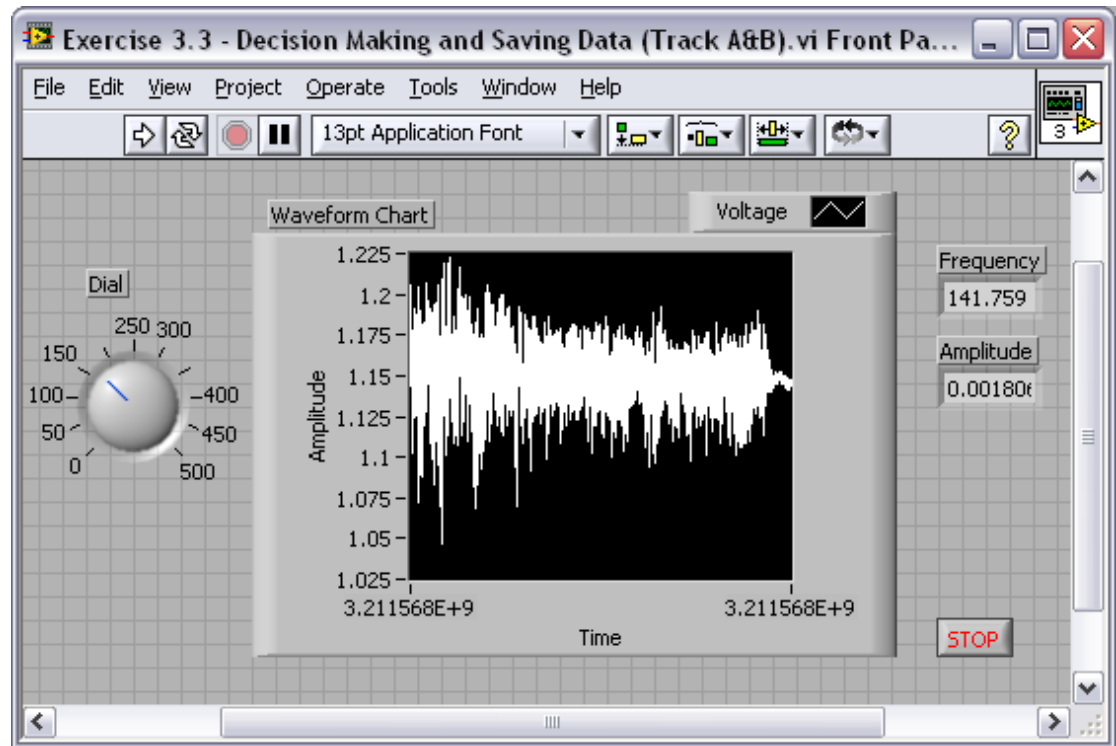 Exercise 3.3 - Decision Making and Saving Data (Track A&B).vi Front Pa...
File Edit View Project Operate Tools Window Help
13pt Application Font
? 3
Waveform Chart
Voltage
Dial
0
50
100
150
250
300
400
450
500
Amplitude
1.225
1.2
1.175
1.15
1.125
1.1
1.075
1.05
1.025
3.211568E+9 3.211568E+9
Time
Frequency
141.759
Amplitude
0.001806
STOP